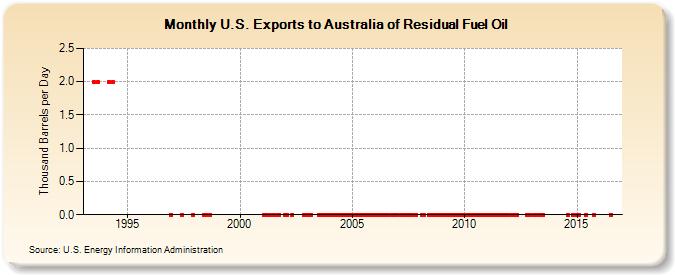 Monthly U.S. Exports to Australia of Residual Fuel Oil
Thousand Barrels per Day
2.5
2.0
1.5
1.0
0.5
0.0
1995 2000 2005 2010 2015
Source: U.S. Energy Information Administration